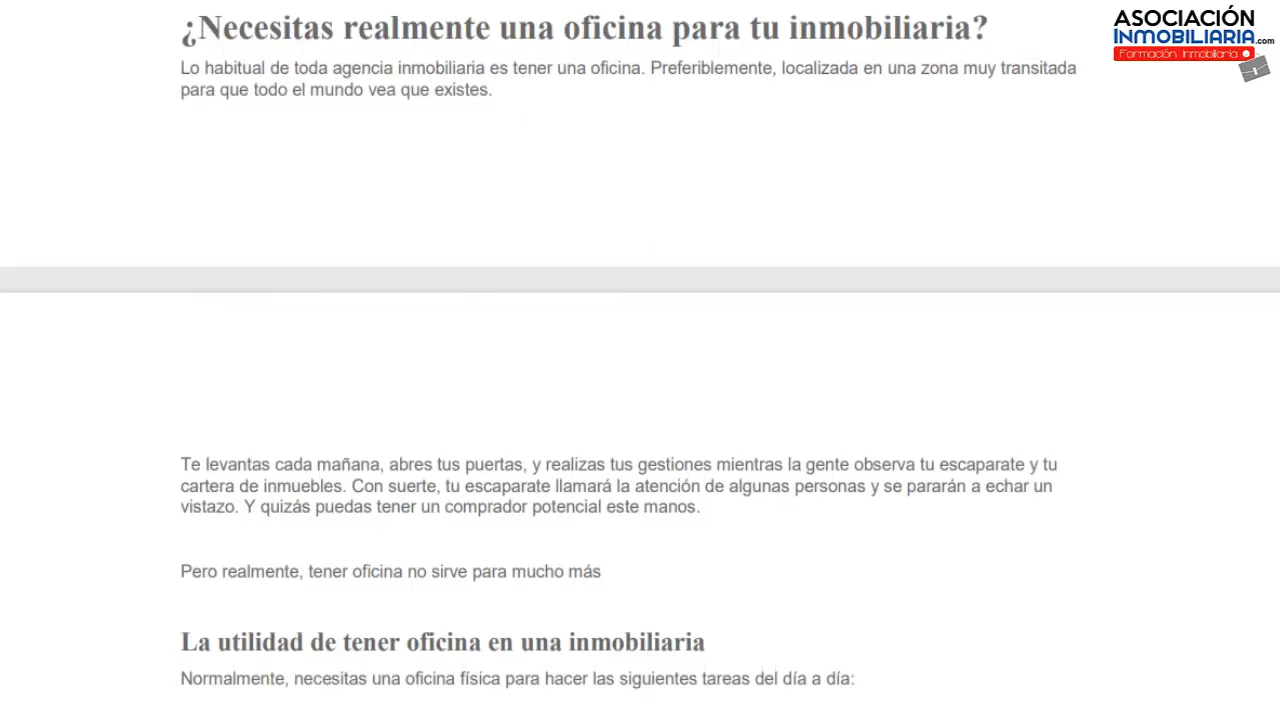 ¿Necesitas realmente una oficina para tu inmobiliaria?
ASOCIACIÓN
INMOBILIARIA.com
Formación Inmobiliaria
Lo habitual de toda agencia inmobiliaria es tener una oficina. Preferiblemente, localizada en una zona muy transitada
para que todo el mundo vea que existes.
Te levantas cada mañana, abres tus puertas, y realizas tus gestiones mientras la gente observa tu escaparate y tu
cartera de inmuebles. Con suerte, tu escaparate llamará la atención de algunas personas y se pararán a echar un
vistazo. Y quizás puedas tener un comprador potencial este manos.
Pero realmente, tener oficina no sirve para mucho más
La utilidad de tener oficina en una inmobiliaria
Normalmente, necesitas una oficina física para hacer las siguientes tareas del día a día: